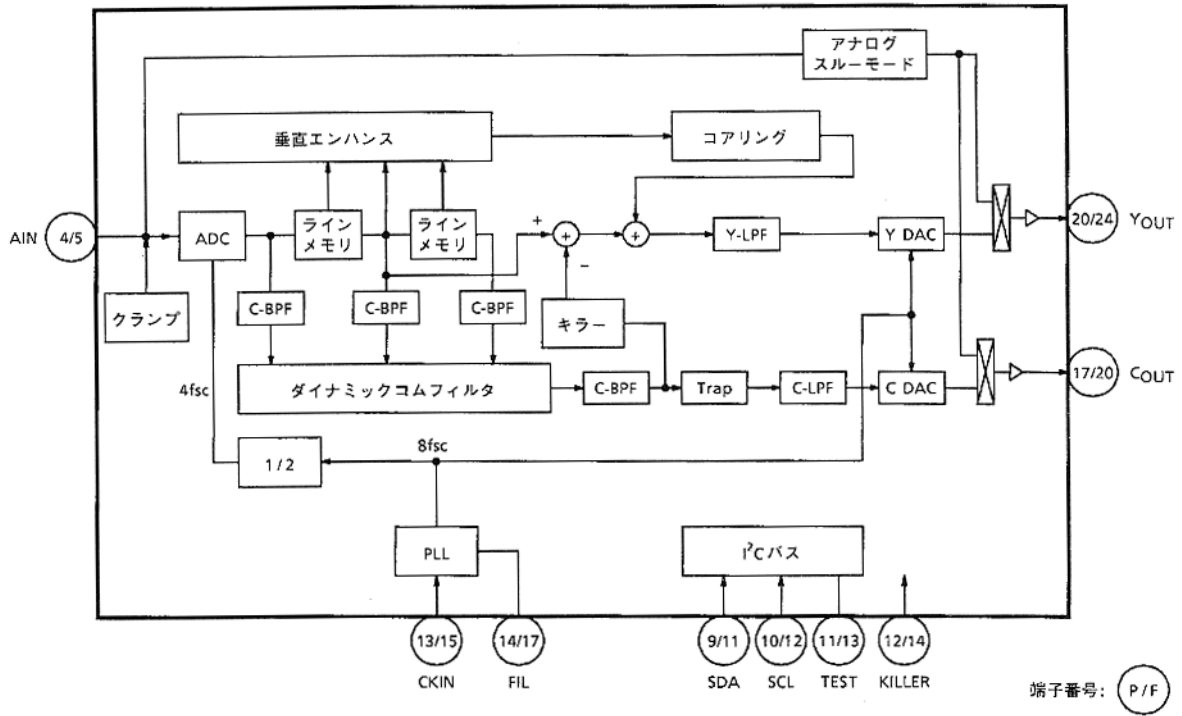 アナログ
スルーモード
垂直エンハンス
コアリング
AIN
4/5
ADC
ライン
メモリ
ライン
メモリ
+
+
+
−
Y-LPF
Y DAC
20/24
YOUT
クランプ
C-BPF
C-BPF
C-BPF
キラー
4fsc
ダイナミックコムフィルタ
C-BPF
Trap
C-LPF
C DAC
17/20
COUT
1/2
8fsc
PLL
I²Cバス
13/15
14/17
9/11
10/12
11/13
12/14
CKIN
FIL
SDA
SCL
TEST
KILLER
端子番号: P/F